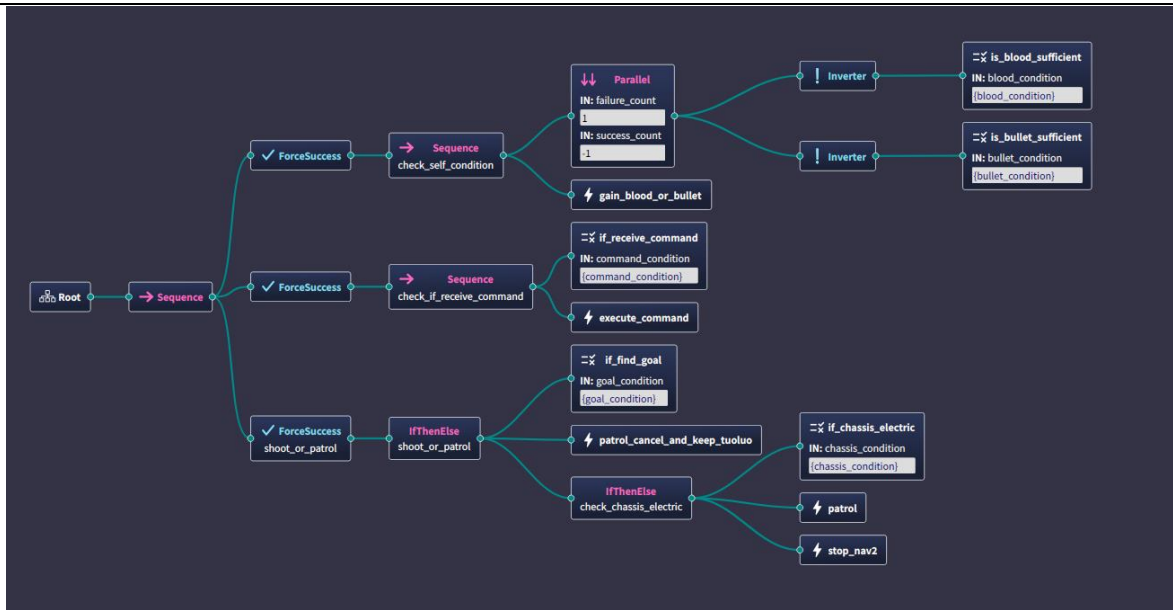 Root
Sequence
ForceSuccess
Sequence
check_self_condition
Parallel
IN: failure_count
1
IN: success_count
-1
Inverter
is_blood_sufficient
IN: blood_condition
{blood_condition}
Inverter
is_bullet_sufficient
IN: bullet_condition
{bullet_condition}
gain_blood_or_bullet
ForceSuccess
Sequence
check_if_receive_command
if_receive_command
IN: command_condition
{command_condition}
execute_command
ForceSuccess
shoot_or_patrol
IfThenElse
shoot_or_patrol
if_find_goal
IN: goal_condition
{goal_condition}
patrol_cancel_and_keep_tuoluo
IfThenElse
check_chassis_electric
if_chassis_electric
IN: chassis_condition
{chassis_condition}
patrol
stop_nav2